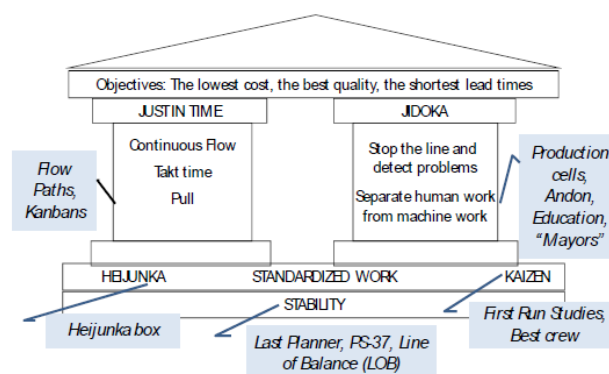 Objectives: The lowest cost, the best quality, the shortest lead times
JUST IN TIME
JIDOKA
Continuous Flow
Takt time
Pull
Stop the line and
detect problems
Separate human work
from machine work
Flow
Paths,
Kanbans
Production
cells,
Andon,
Education,
“Mayors”
HEIJUNKA
STANDARDIZED WORK
KAIZEN
STABILITY
Heijunka box
Last Planner, PS-37, Line
of Balance (LOB)
First Run Studies,
Best crew